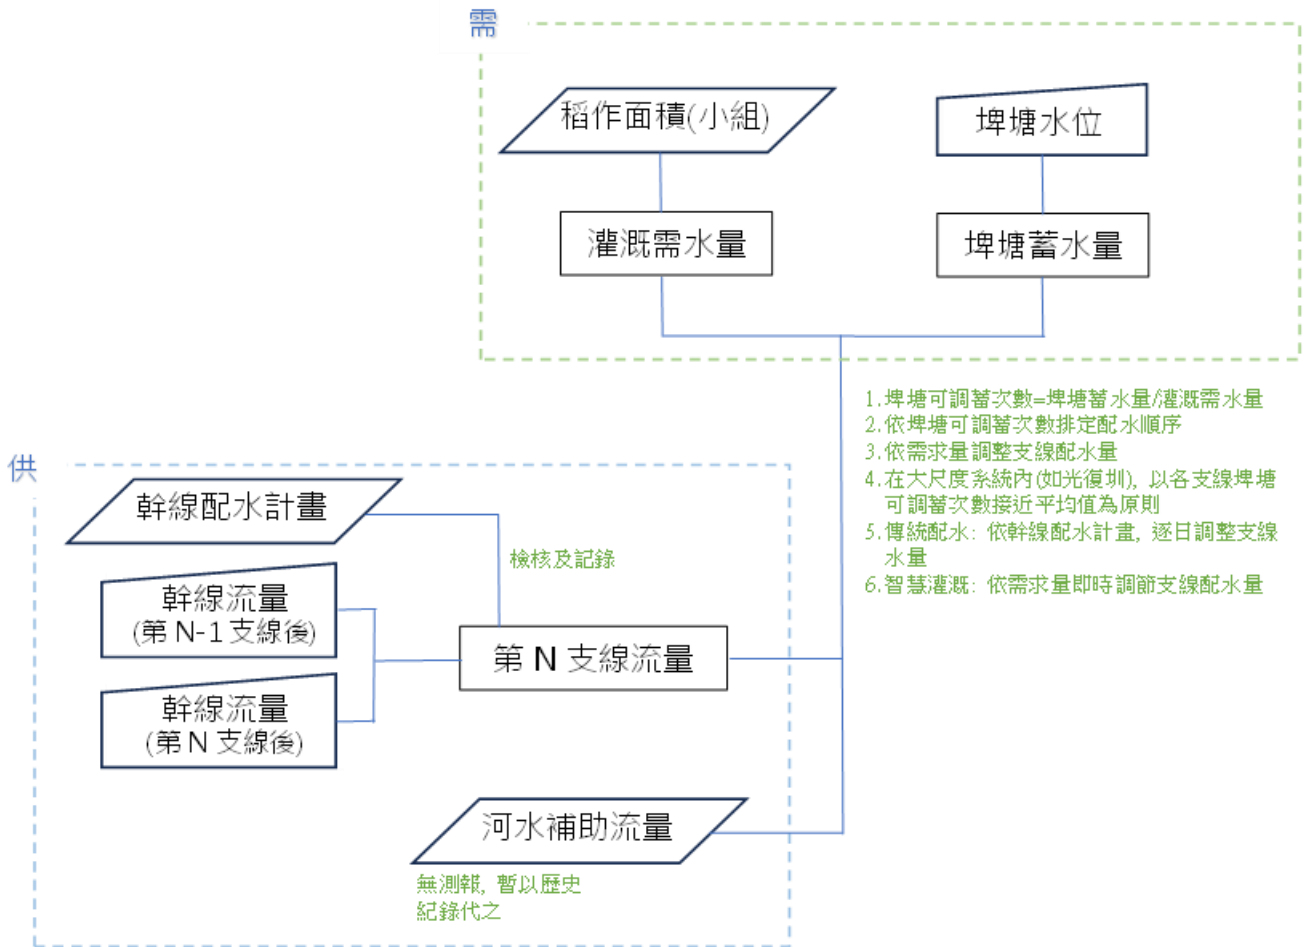 需
稻作面積(小組)
埤塘水位
灌溉需水量
埤塘蓄水量
1.埤塘可調蓄次數=埤塘蓄水量/灌溉需水量
2.依埤塘可調蓄次數排定配水順序
3.依需求量調整支線配水量
4.在大尺度系統內(如光復圳), 以各支線埤塘
可調蓄次數接近平均值為原則
5.傳統配水: 依幹線配水計畫, 逐日調整支線
水量
6.智慧灌溉: 依需求量即時調節支線配水量
供
幹線配水計畫
檢核及記錄
幹線流量
(第 N-1 支線後)
第 N 支線流量
幹線流量
(第 N 支線後)
河水補助流量
無測報, 暫以歷史
紀錄代之